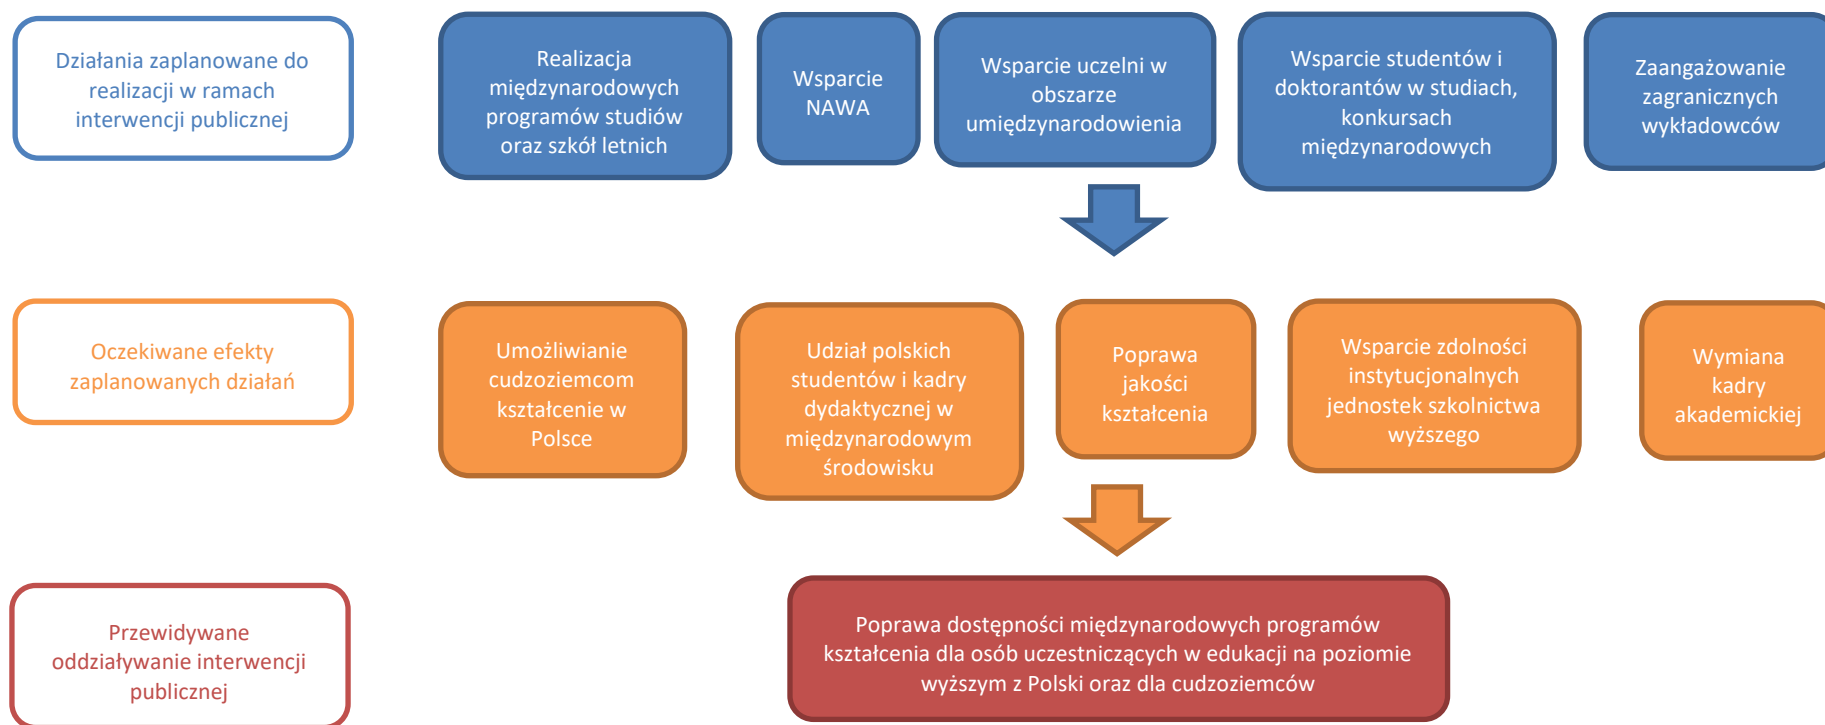 Działania zaplanowane do
realizacji w ramach
interwencji publicznej
Realizacja
międzynarodowych
programów studiów
oraz szkół letnich
Wsparcie
NAWA
Wsparcie uczelni w
obszarze
umiędzynarodowienia
Wsparcie studentów i
doktorantów w studiach,
konkursach
międzynarodowych
Zaangażowanie
zagranicznych
wykładowców
Oczekiwane efekty
zaplanowanych działań
Umożliwianie
cudzoziemcom
kształcenie w
Polsce
Udział polskich
studentów i kadry
dydaktycznej w
międzynarodowym
środowisku
Poprawa
jakości
kształcenia
Wsparcie zdolności
instytucjonalnych
jednostek szkolnictwa
wyższego
Wymiana
kadry
akademickiej
Przewidywane
oddziaływanie interwencji
publicznej
Poprawa dostępności międzynarodowych programów
kształcenia dla osób uczestniczących w edukacji na poziomie
wyższym z Polski oraz dla cudzoziemców